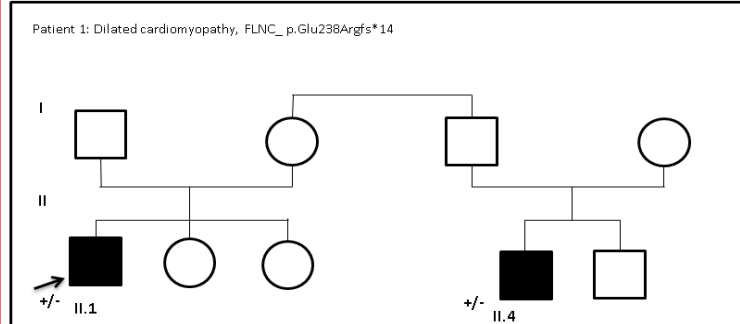 Patient 1: Dilated cardiomyopathy, FLNC_ p.Glu238Argfs*14
I
II
+/-
II.1
+/-
II.4